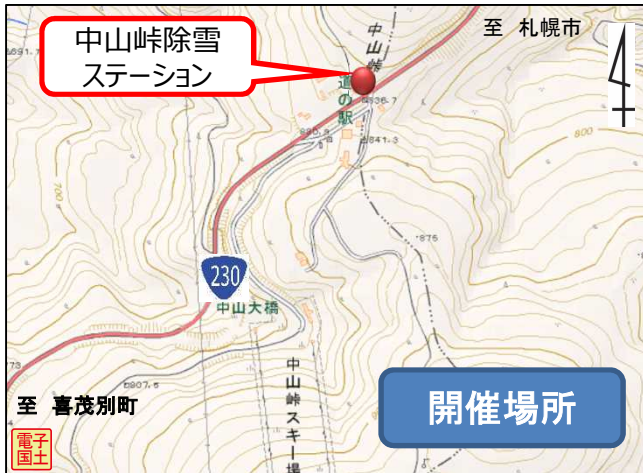 中山峠除雪
ステーション
至 札幌市
中山峠
道の駅
836.7
841.3
800
700
875
230
中山大橋
807.5
中山峠スキー場
至 喜茂別町
開催場所
電子
国土